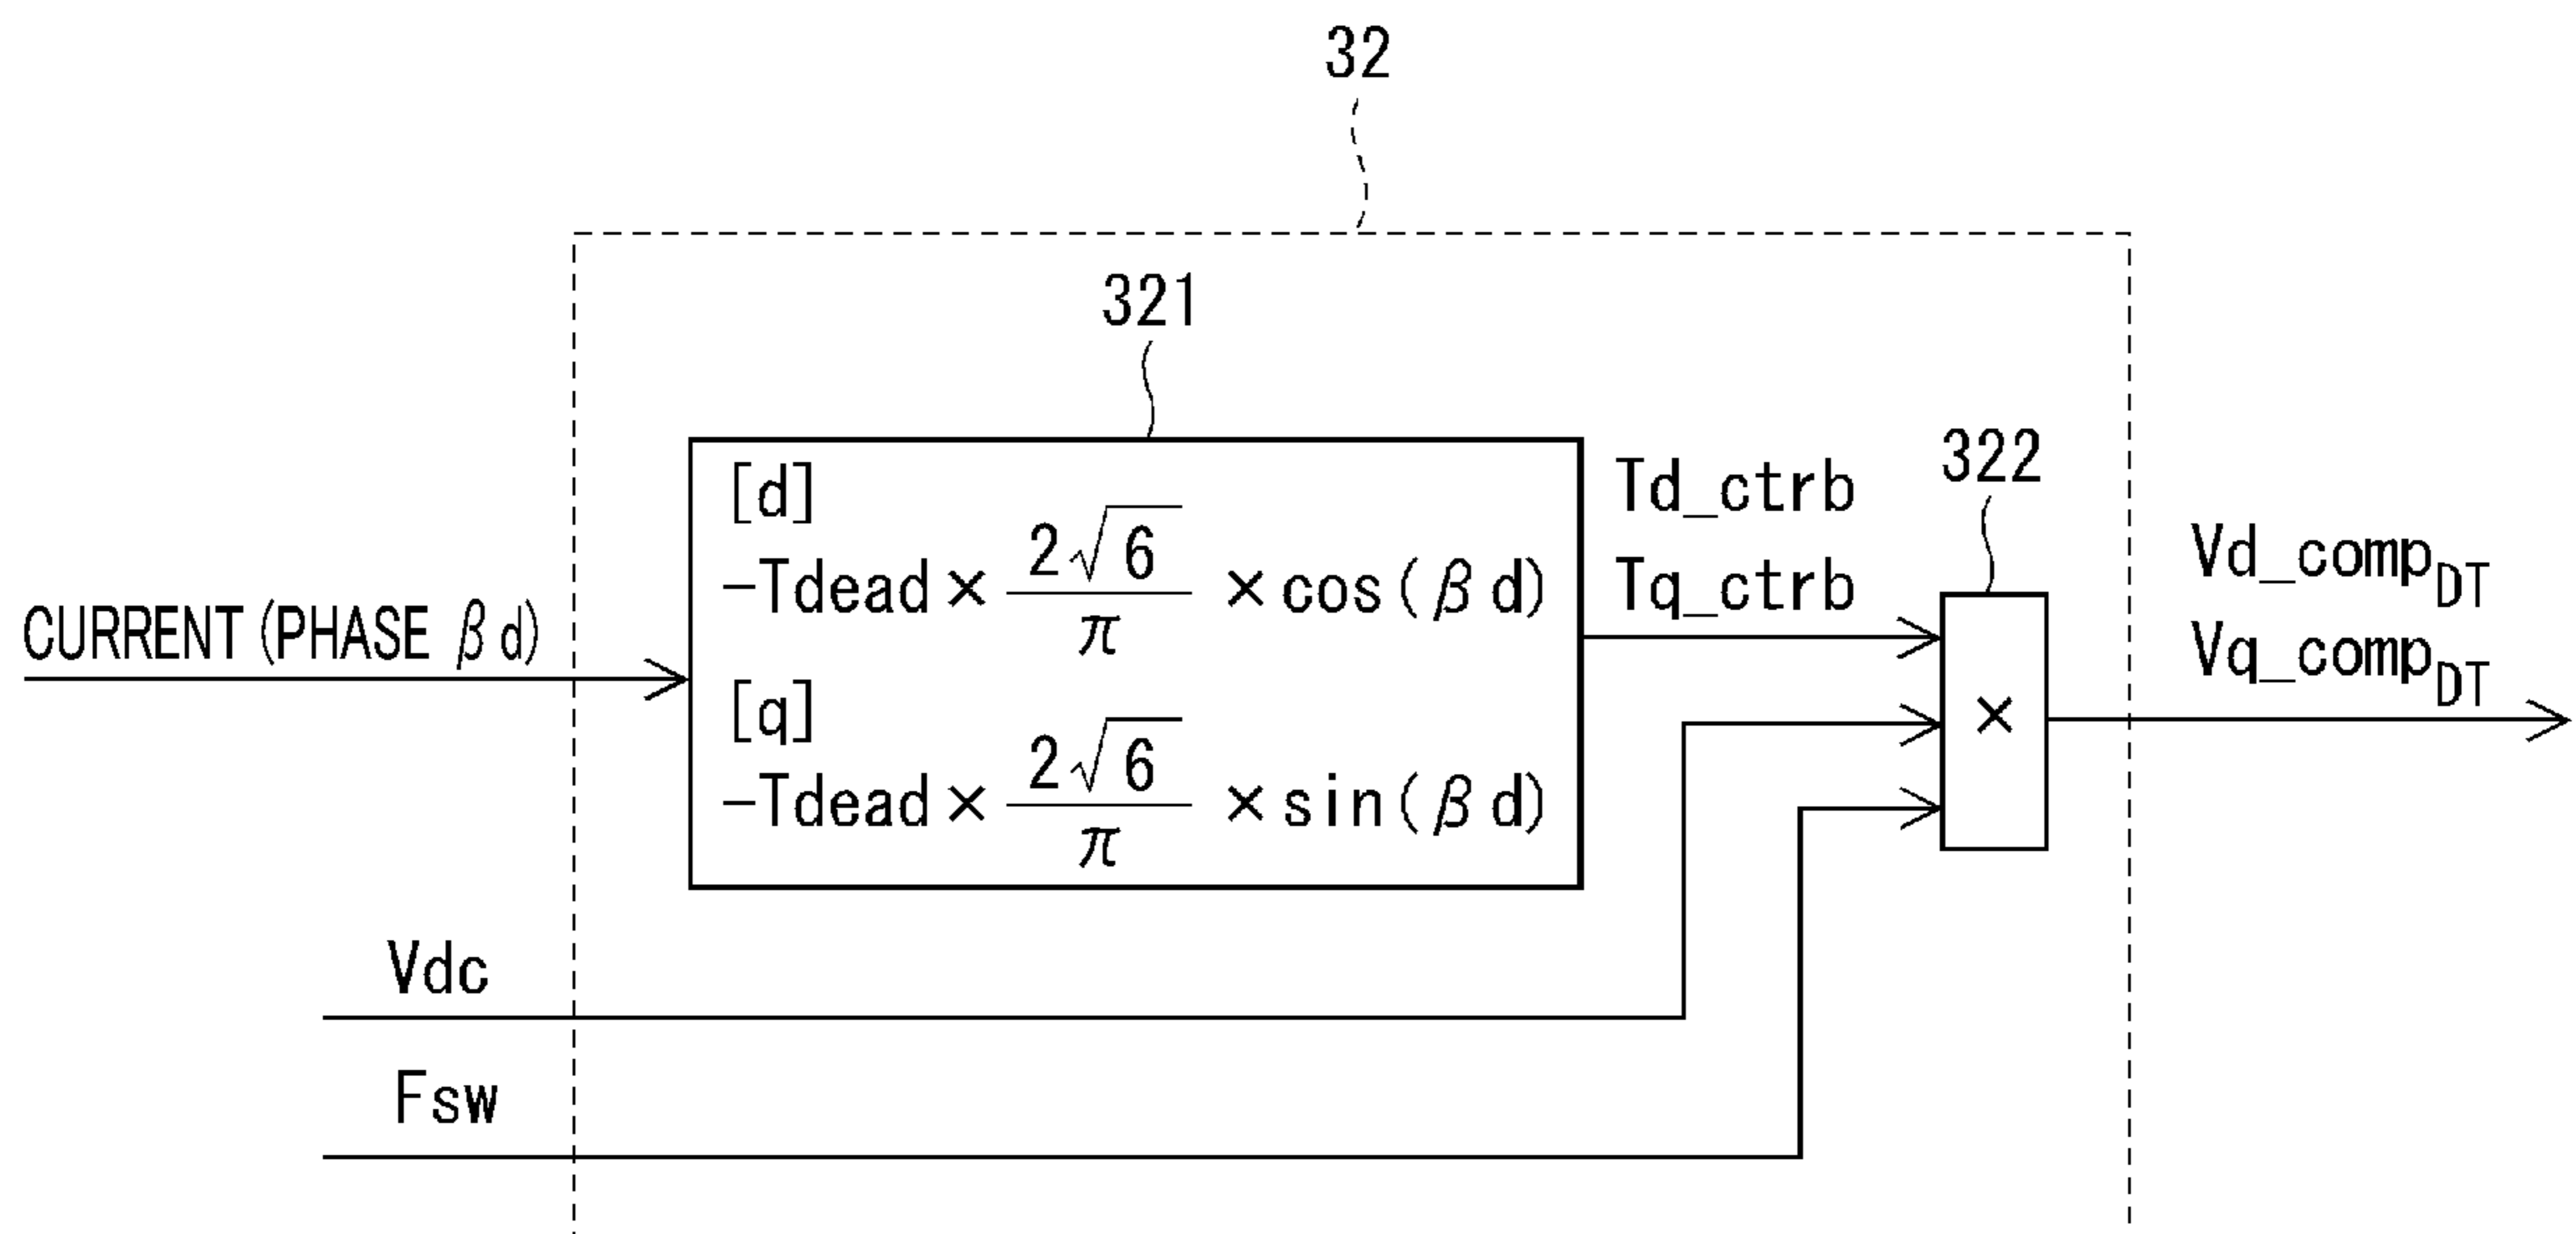 32
321
322
[d]
-Tdead × 2√6/π × cos(βd)
[q]
-Tdead × 2√6/π × sin(βd)
Td_ctrb
Tq_ctrb
×
Vd_compDT
Vq_compDT
CURRENT (PHASE βd)
Vdc
Fsw